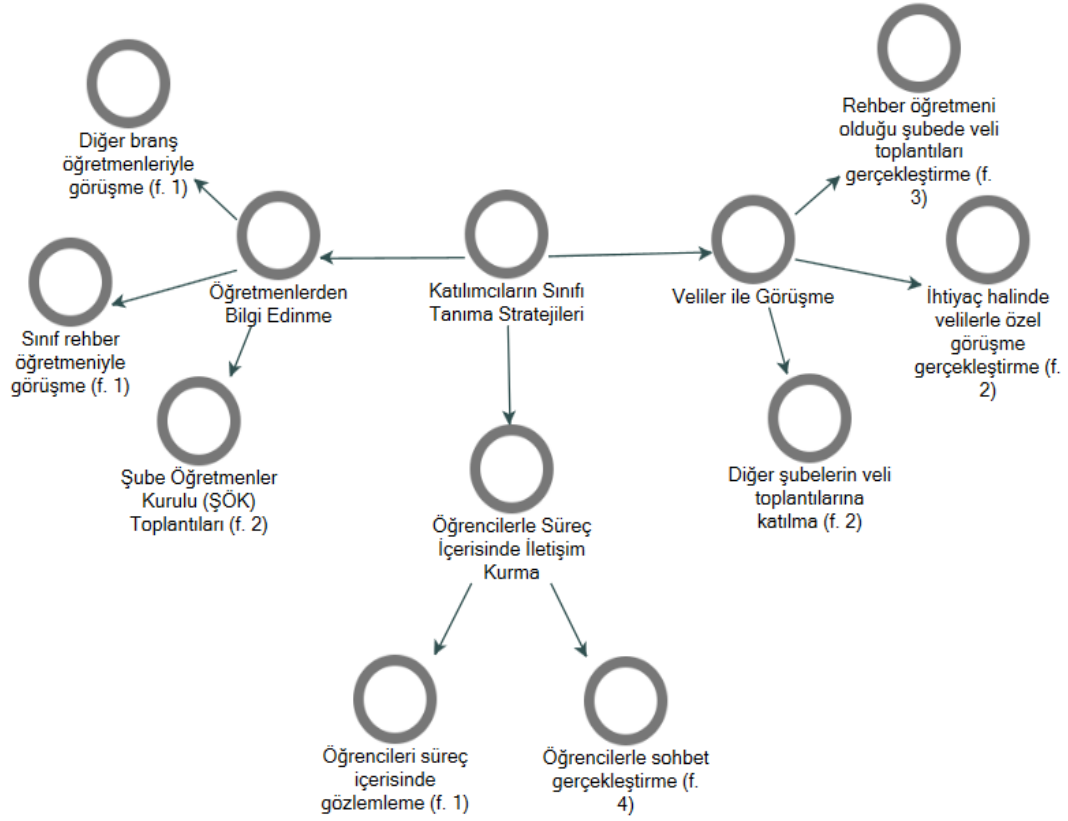 Rehber öğretmeni
olduğu şubede veli
toplantıları
gerçekleştirme (f.
3)
Diğer branş
öğretmenleriyle
görüşme (f. 1)
Öğretmenlerden
Bilgi Edinme
Katılımcıların Sınıfı
Tanıma Stratejileri
Veliler ile Görüşme
İhtiyaç halinde
velilerle özel
görüşme
gerçekleştirme (f.
2)
Sınıf rehber
öğretmeniyle
görüşme (f. 1)
Şube Öğretmenler
Kurulu (ŞÖK)
Toplantıları (f. 2)
Diğer şubelerin veli
toplantılarına
katılma (f. 2)
Öğrencilerle Süreç
İçerisinde İletişim
Kurma
Öğrencileri süreç
içerisinde
gözlemleme (f. 1)
Öğrencilerle sohbet
gerçekleştirme (f.
4)